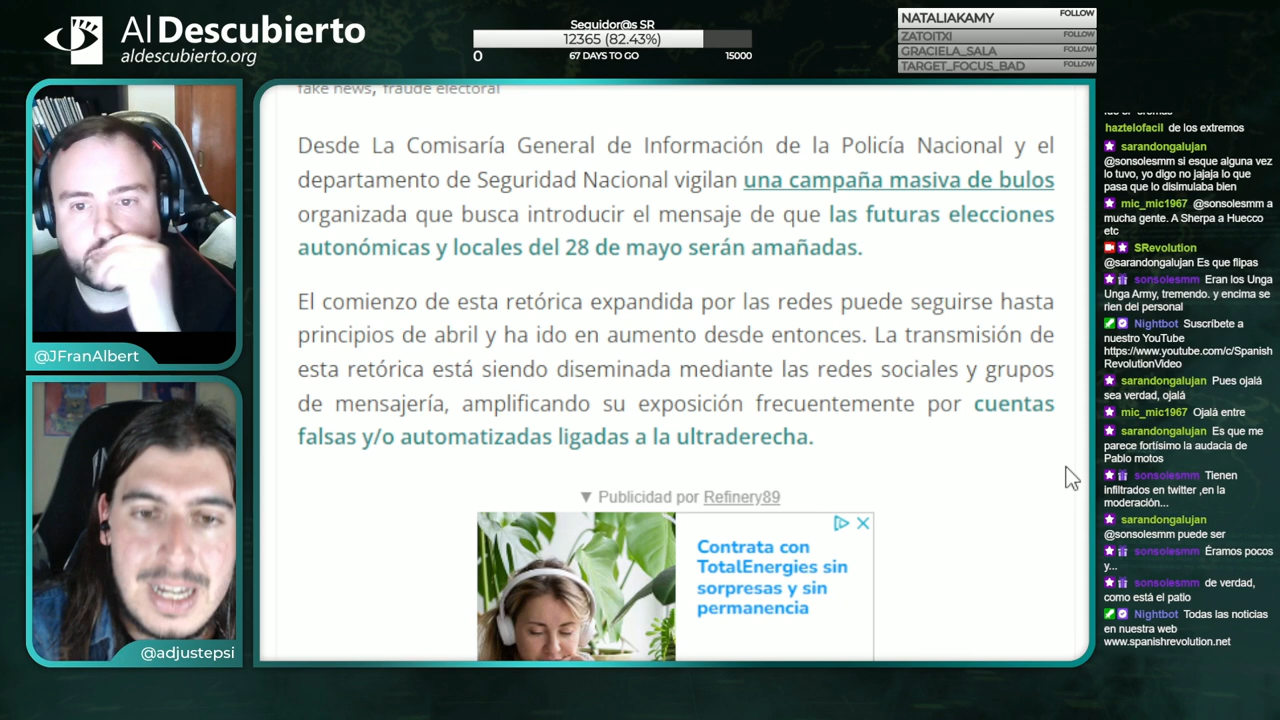 Al Descubierto
aldescubierto.org
Seguidor@s SR
12365 (82.43%)
0 67 DAYS TO GO 15000
NATALIAKAMY FOLLOW
ZATOITXI FOLLOW
GRACIELA_SALA FOLLOW
TARGET_FOCUS_BAD FOLLOW
@JFranAlbert
@adjustepsi
fake news, fraude electoral
Desde La Comisaría General de Información de la Policía Nacional y el
departamento de Seguridad Nacional vigilan una campaña masiva de bulos
organizada que busca introducir el mensaje de que las futuras elecciones
autonómicas y locales del 28 de mayo serán amañadas.
El comienzo de esta retórica expandida por las redes puede seguirse hasta
principios de abril y ha ido en aumento desde entonces. La transmisión de
esta retórica está siendo diseminada mediante las redes sociales y grupos
de mensajería, amplificando su exposición frecuentemente por cuentas
falsas y/o automatizadas ligadas a la ultraderecha.
▼ Publicidad por Refinery89
Contrata con
TotalEnergies sin
sorpresas y sin
permanencia
haztelofacil de los extremos
sarandongalujan
@sonsolesmm si esque alguna vez
lo tuvo, yo digo no jajaja lo que
pasa que lo disimulaba bien
mic_mic1967 @sonsolesmm a
mucha gente. A Sherpa a Huecco
etc
SRevolution
@sarandongalujan Es que flipas
sonsolesmm Eran los Unga
Unga Army, tremendo. y encima se
rien del personal
Nightbot Suscríbete a
nuestro YouTube
https://www.youtube.com/c/Spanish
RevolutionVideo
sarandongalujan Pues ojalá
sea verdad, ojalá
mic_mic1967 Ojalá entre
sarandongalujan Es que me
parece fortísimo la audacia de
Pablo motos
sonsolesmm Tienen
infiltrados en twitter ,en la
moderación...
sarandongalujan
@sonsolesmm puede ser
sonsolesmm Éramos pocos
y...
sonsolesmm de verdad,
como está el patio
Nightbot Todas las noticias
en nuestra web
www.spanishrevolution.net